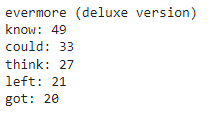 evermore (deluxe version)
know: 49
could: 33
think: 27
left: 21
got: 20